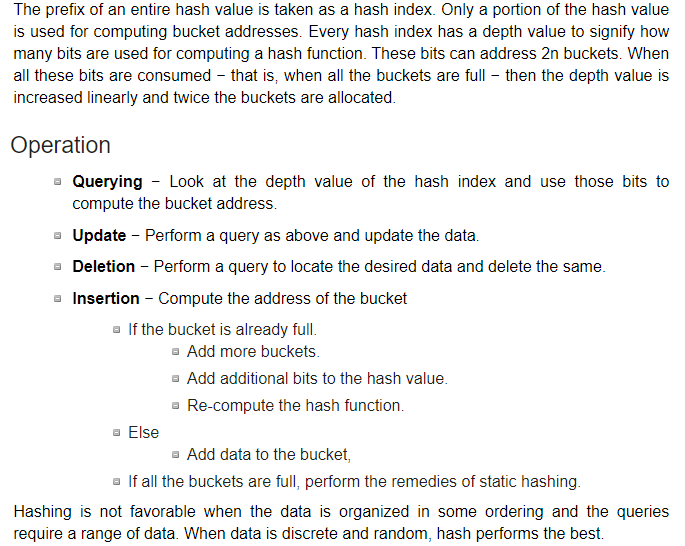 The prefix of an entire hash value is taken as a hash index. Only a portion of the hash value
is used for computing bucket addresses. Every hash index has a depth value to signify how
many bits are used for computing a hash function. These bits can address 2n buckets. When
all these bits are consumed − that is, when all the buckets are full − then the depth value is
increased linearly and twice the buckets are allocated.
Operation
Querying − Look at the depth value of the hash index and use those bits to
compute the bucket address.
Update − Perform a query as above and update the data.
Deletion − Perform a query to locate the desired data and delete the same.
Insertion − Compute the address of the bucket
If the bucket is already full.
Add more buckets.
Add additional bits to the hash value.
Re-compute the hash function.
Else
Add data to the bucket,
If all the buckets are full, perform the remedies of static hashing.
Hashing is not favorable when the data is organized in some ordering and the queries
require a range of data. When data is discrete and random, hash performs the best.